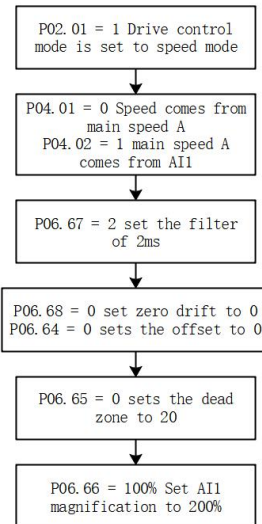 P02.01 = 1 Drive control
mode is set to speed mode
P04.01 = 0 Speed comes from
main speed A
P04.02 = 1 main speed A
comes from AI1
P06.67 = 2 set the filter
of 2ms
P06.68 = 0 set zero drift to 0
P06.64 = 0 sets the offset to 0
P06.65 = 0 sets the dead
zone to 20
P06.66 = 100% Set AI1
magnification to 200%